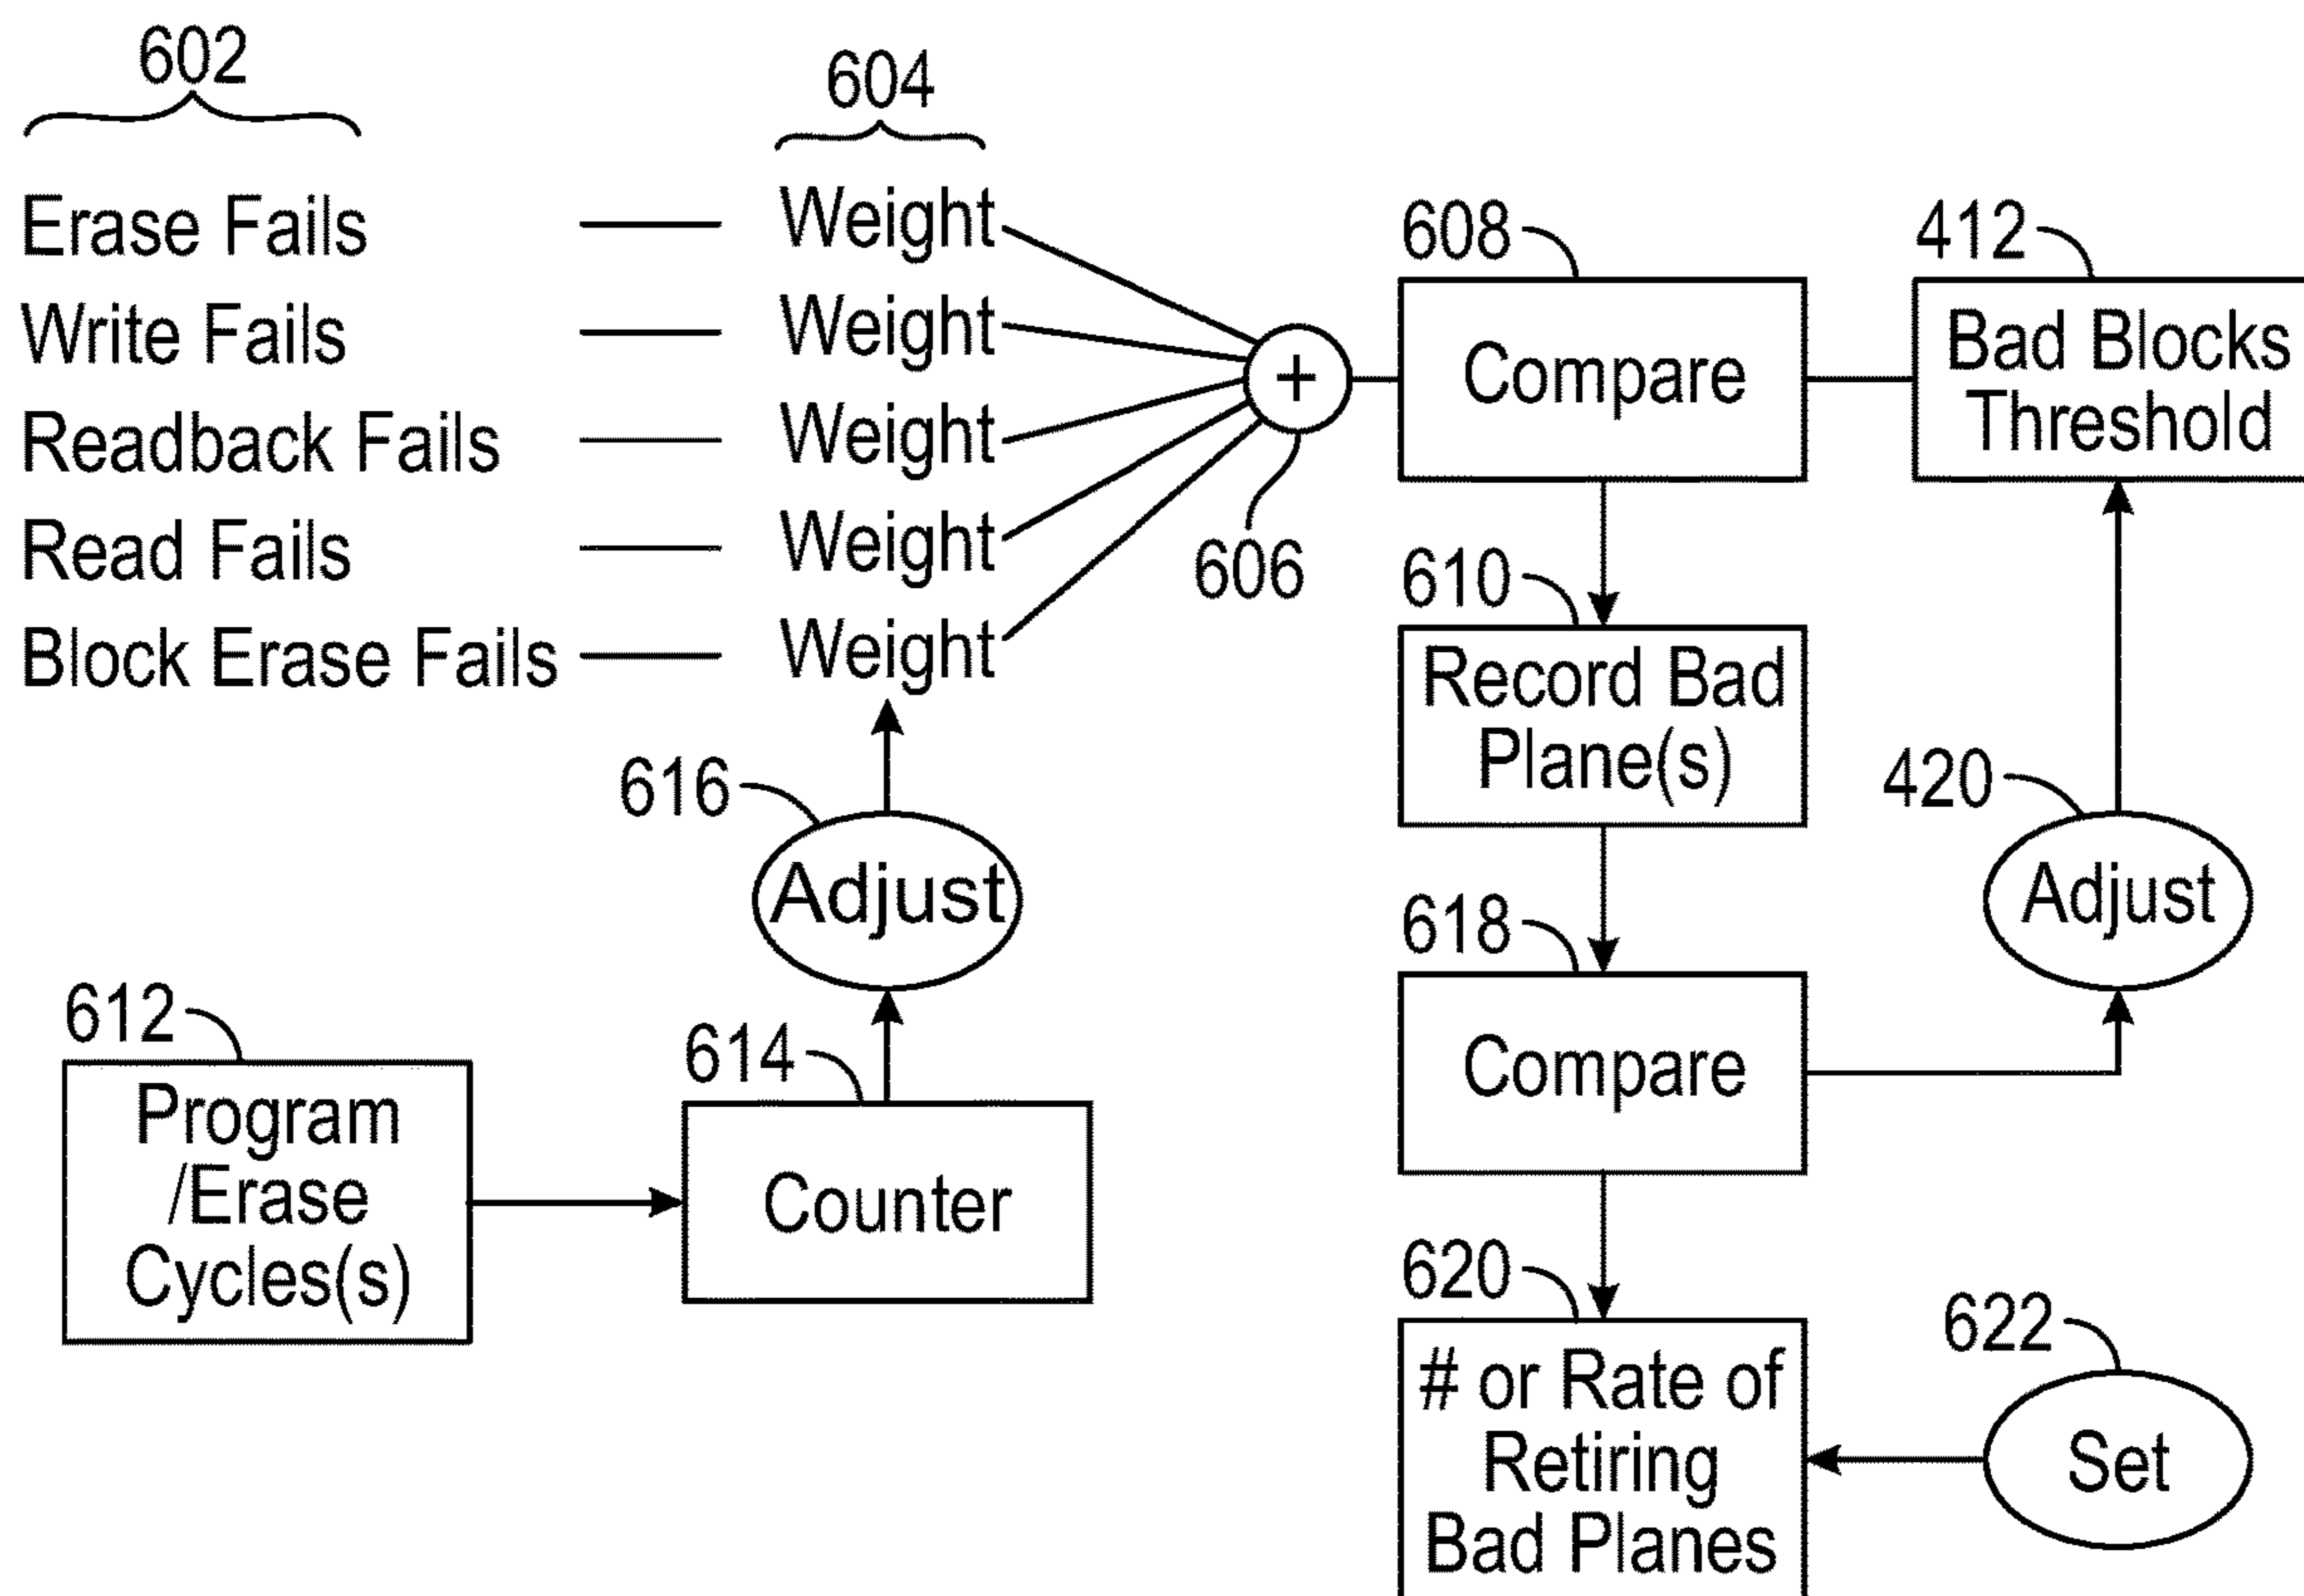 602
604
Erase Fails
Weight
608
412
Write Fails
Weight
Compare
+
Bad Blocks
Threshold
Readback Fails
Weight
Read Fails
Weight
606
610
Block Erase Fails
Weight
Record Bad
Plane(s)
616
420
Adjust
Adjust
618
612
614
Compare
Program
/Erase
Cycles(s)
Counter
620
622
# or Rate of
Retiring
Bad Planes
Set